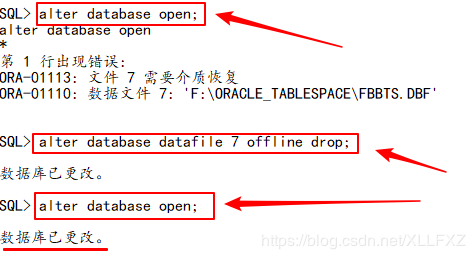 SQL> alter database open;
alter database open
*
第 1 行出现错误:
ORA-01113: 文件 7 需要介质恢复
ORA-01110: 数据文件 7: 'F:\ORACLE_TABLESPACE\FBBTS.DBF'
SQL> alter database datafile 7 offline drop;
数据库已更改。
SQL> alter database open;
数据库已更改。
https://blog.csdn.net/XLLFXZ